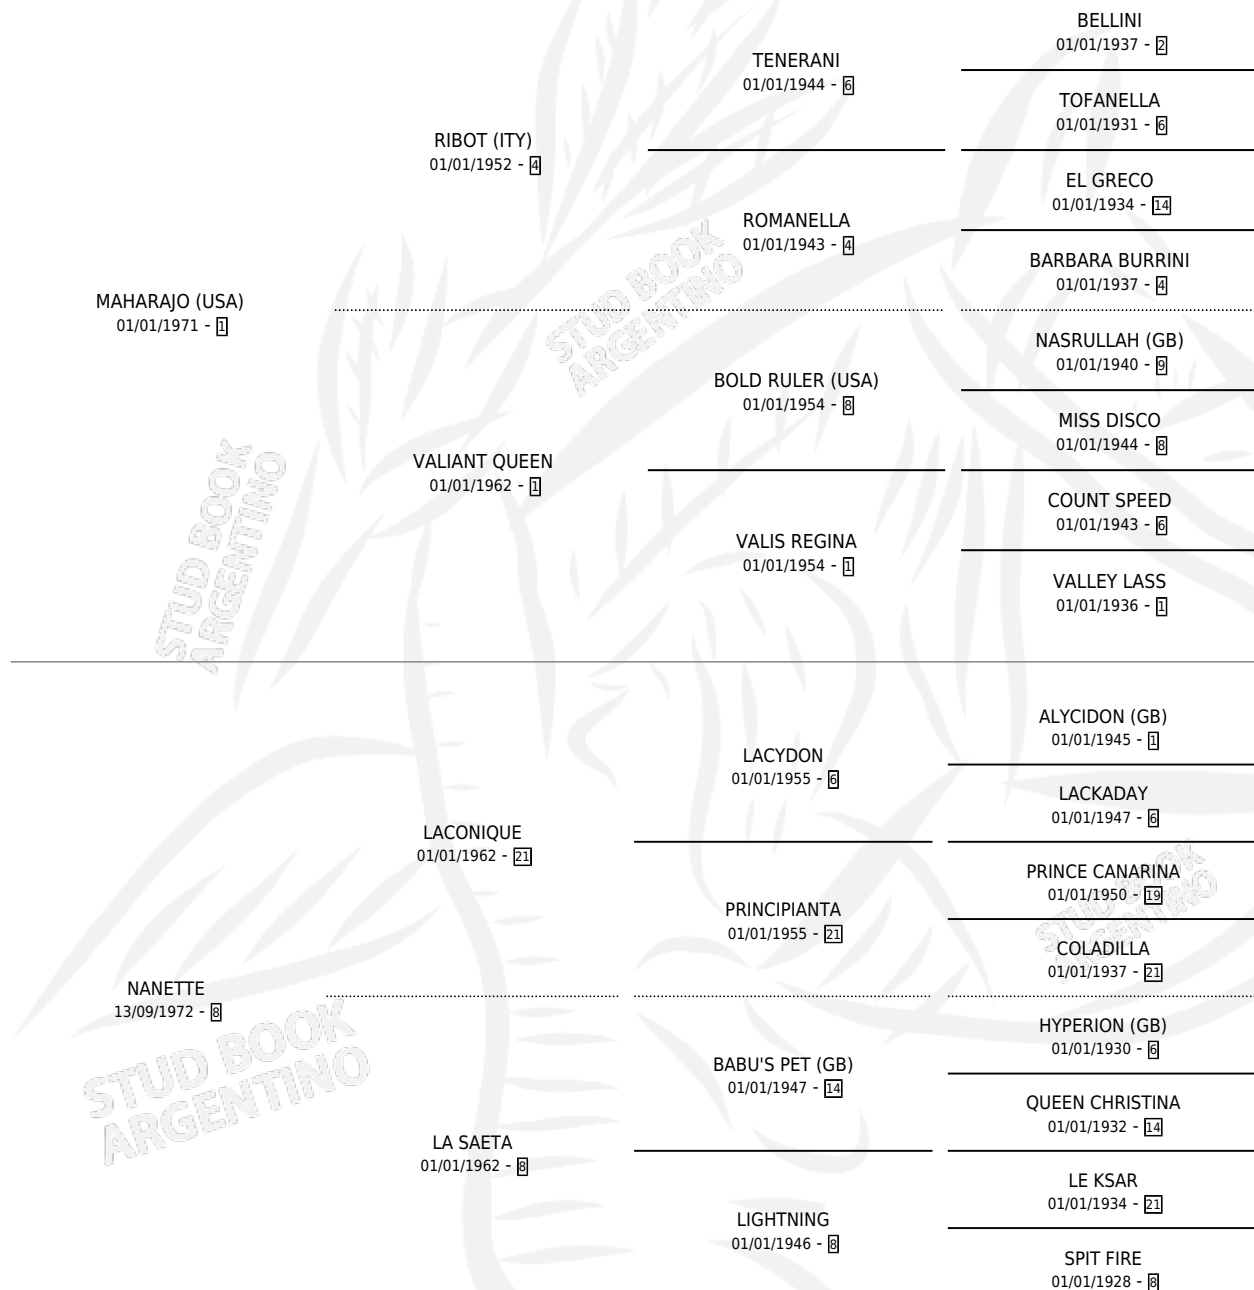 BELLINI
01/01/1937 - 2
TENERANI
01/01/1944 - 6
TOFANELLA
01/01/1931 - 6
RIBOT (ITY)
01/01/1952 - 4
EL GRECO
01/01/1934 - 14
ROMANELLA
01/01/1943 - 4
BARBARA BURRINI
01/01/1937 - 4
MAHARAJO (USA)
01/01/1971 - 1
NASRULLAH (GB)
01/01/1940 - 9
BOLD RULER (USA)
01/01/1954 - 8
MISS DISCO
01/01/1944 - 8
VALIANT QUEEN
01/01/1962 - 1
COUNT SPEED
01/01/1943 - 6
VALIS REGINA
01/01/1954 - 1
VALLEY LASS
01/01/1936 - 1
ALYCIDON (GB)
01/01/1945 - 1
LACYDON
01/01/1955 - 6
LACKADAY
01/01/1947 - 6
LACONIQUE
01/01/1962 - 21
PRINCE CANARINA
01/01/1950 - 19
PRINCIPIANTA
01/01/1955 - 21
COLADILLA
01/01/1937 - 21
NANETTE
13/09/1972 - 8
HYPERION (GB)
01/01/1930 - 6
BABU'S PET (GB)
01/01/1947 - 14
QUEEN CHRISTINA
01/01/1932 - 14
LA SAETA
01/01/1962 - 8
LE KSAR
01/01/1934 - 21
LIGHTNING
01/01/1946 - 8
SPIT FIRE
01/01/1928 - 8
STUD BOOK
ARGENTINO
STUD BOOK
ARGENTINO
STUD BOOK
ARGENTINO
STUD BOOK
ARGENTINO